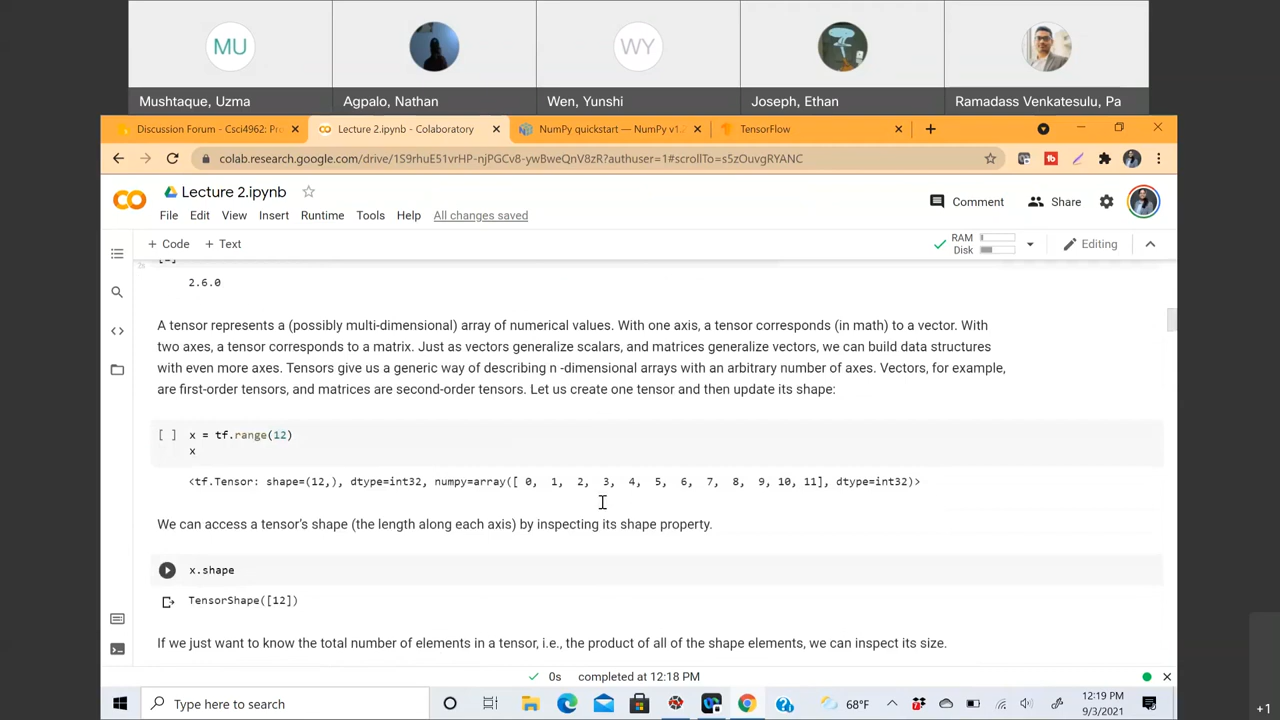 MU
WY
Mushtaque, Uzma
Agpalo, Nathan
Wen, Yunshi
Joseph, Ethan
Ramadass Venkatesulu, Pa
Discussion Forum - Csci4962: Pr
Lecture 2.ipynb - Colaboratory
NumPy quickstart — NumPy v1.
TensorFlow
colab.research.google.com/drive/1S9rhuE51vrHP-njPGCv8-ywBweQnV8zR?authuser=1#scrollTo=s5zOuvgRYANC
Lecture 2.ipynb
Comment
Share
File Edit View Insert Runtime Tools Help All changes saved
+ Code + Text
RAM
Disk
Editing
2.6.0
A tensor represents a (possibly multi-dimensional) array of numerical values. With one axis, a tensor corresponds (in math) to a vector. With
two axes, a tensor corresponds to a matrix. Just as vectors generalize scalars, and matrices generalize vectors, we can build data structures
with even more axes. Tensors give us a generic way of describing n -dimensional arrays with an arbitrary number of axes. Vectors, for example,
are first-order tensors, and matrices are second-order tensors. Let us create one tensor and then update its shape:
[ ] x = tf.range(12)
x
<tf.Tensor: shape=(12,), dtype=int32, numpy=array([ 0, 1, 2, 3, 4, 5, 6, 7, 8, 9, 10, 11], dtype=int32)>
We can access a tensor's shape (the length along each axis) by inspecting its shape property.
x.shape
TensorShape([12])
If we just want to know the total number of elements in a tensor, i.e., the product of all of the shape elements, we can inspect its size.
0s completed at 12:18 PM
Type here to search
68°F
12:19 PM
9/3/2021
+1